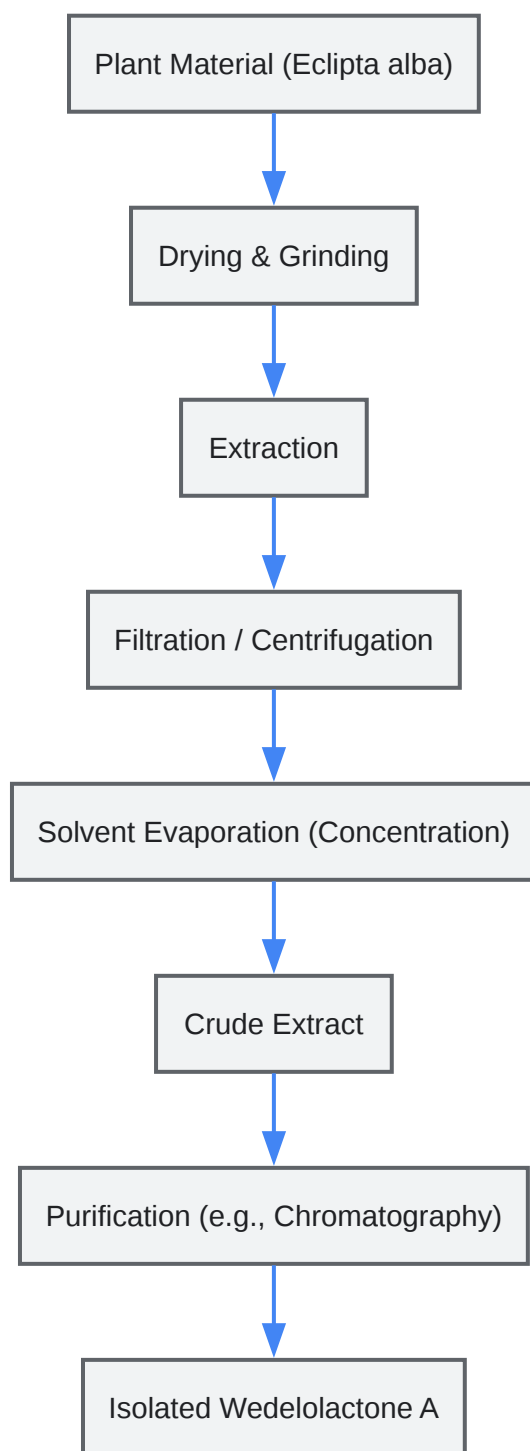 Plant Material (Eclipta alba)
Drying & Grinding
Extraction
Filtration / Centrifugation
Solvent Evaporation (Concentration)
Crude Extract
Purification (e.g., Chromatography)
Isolated Wedelolactone A